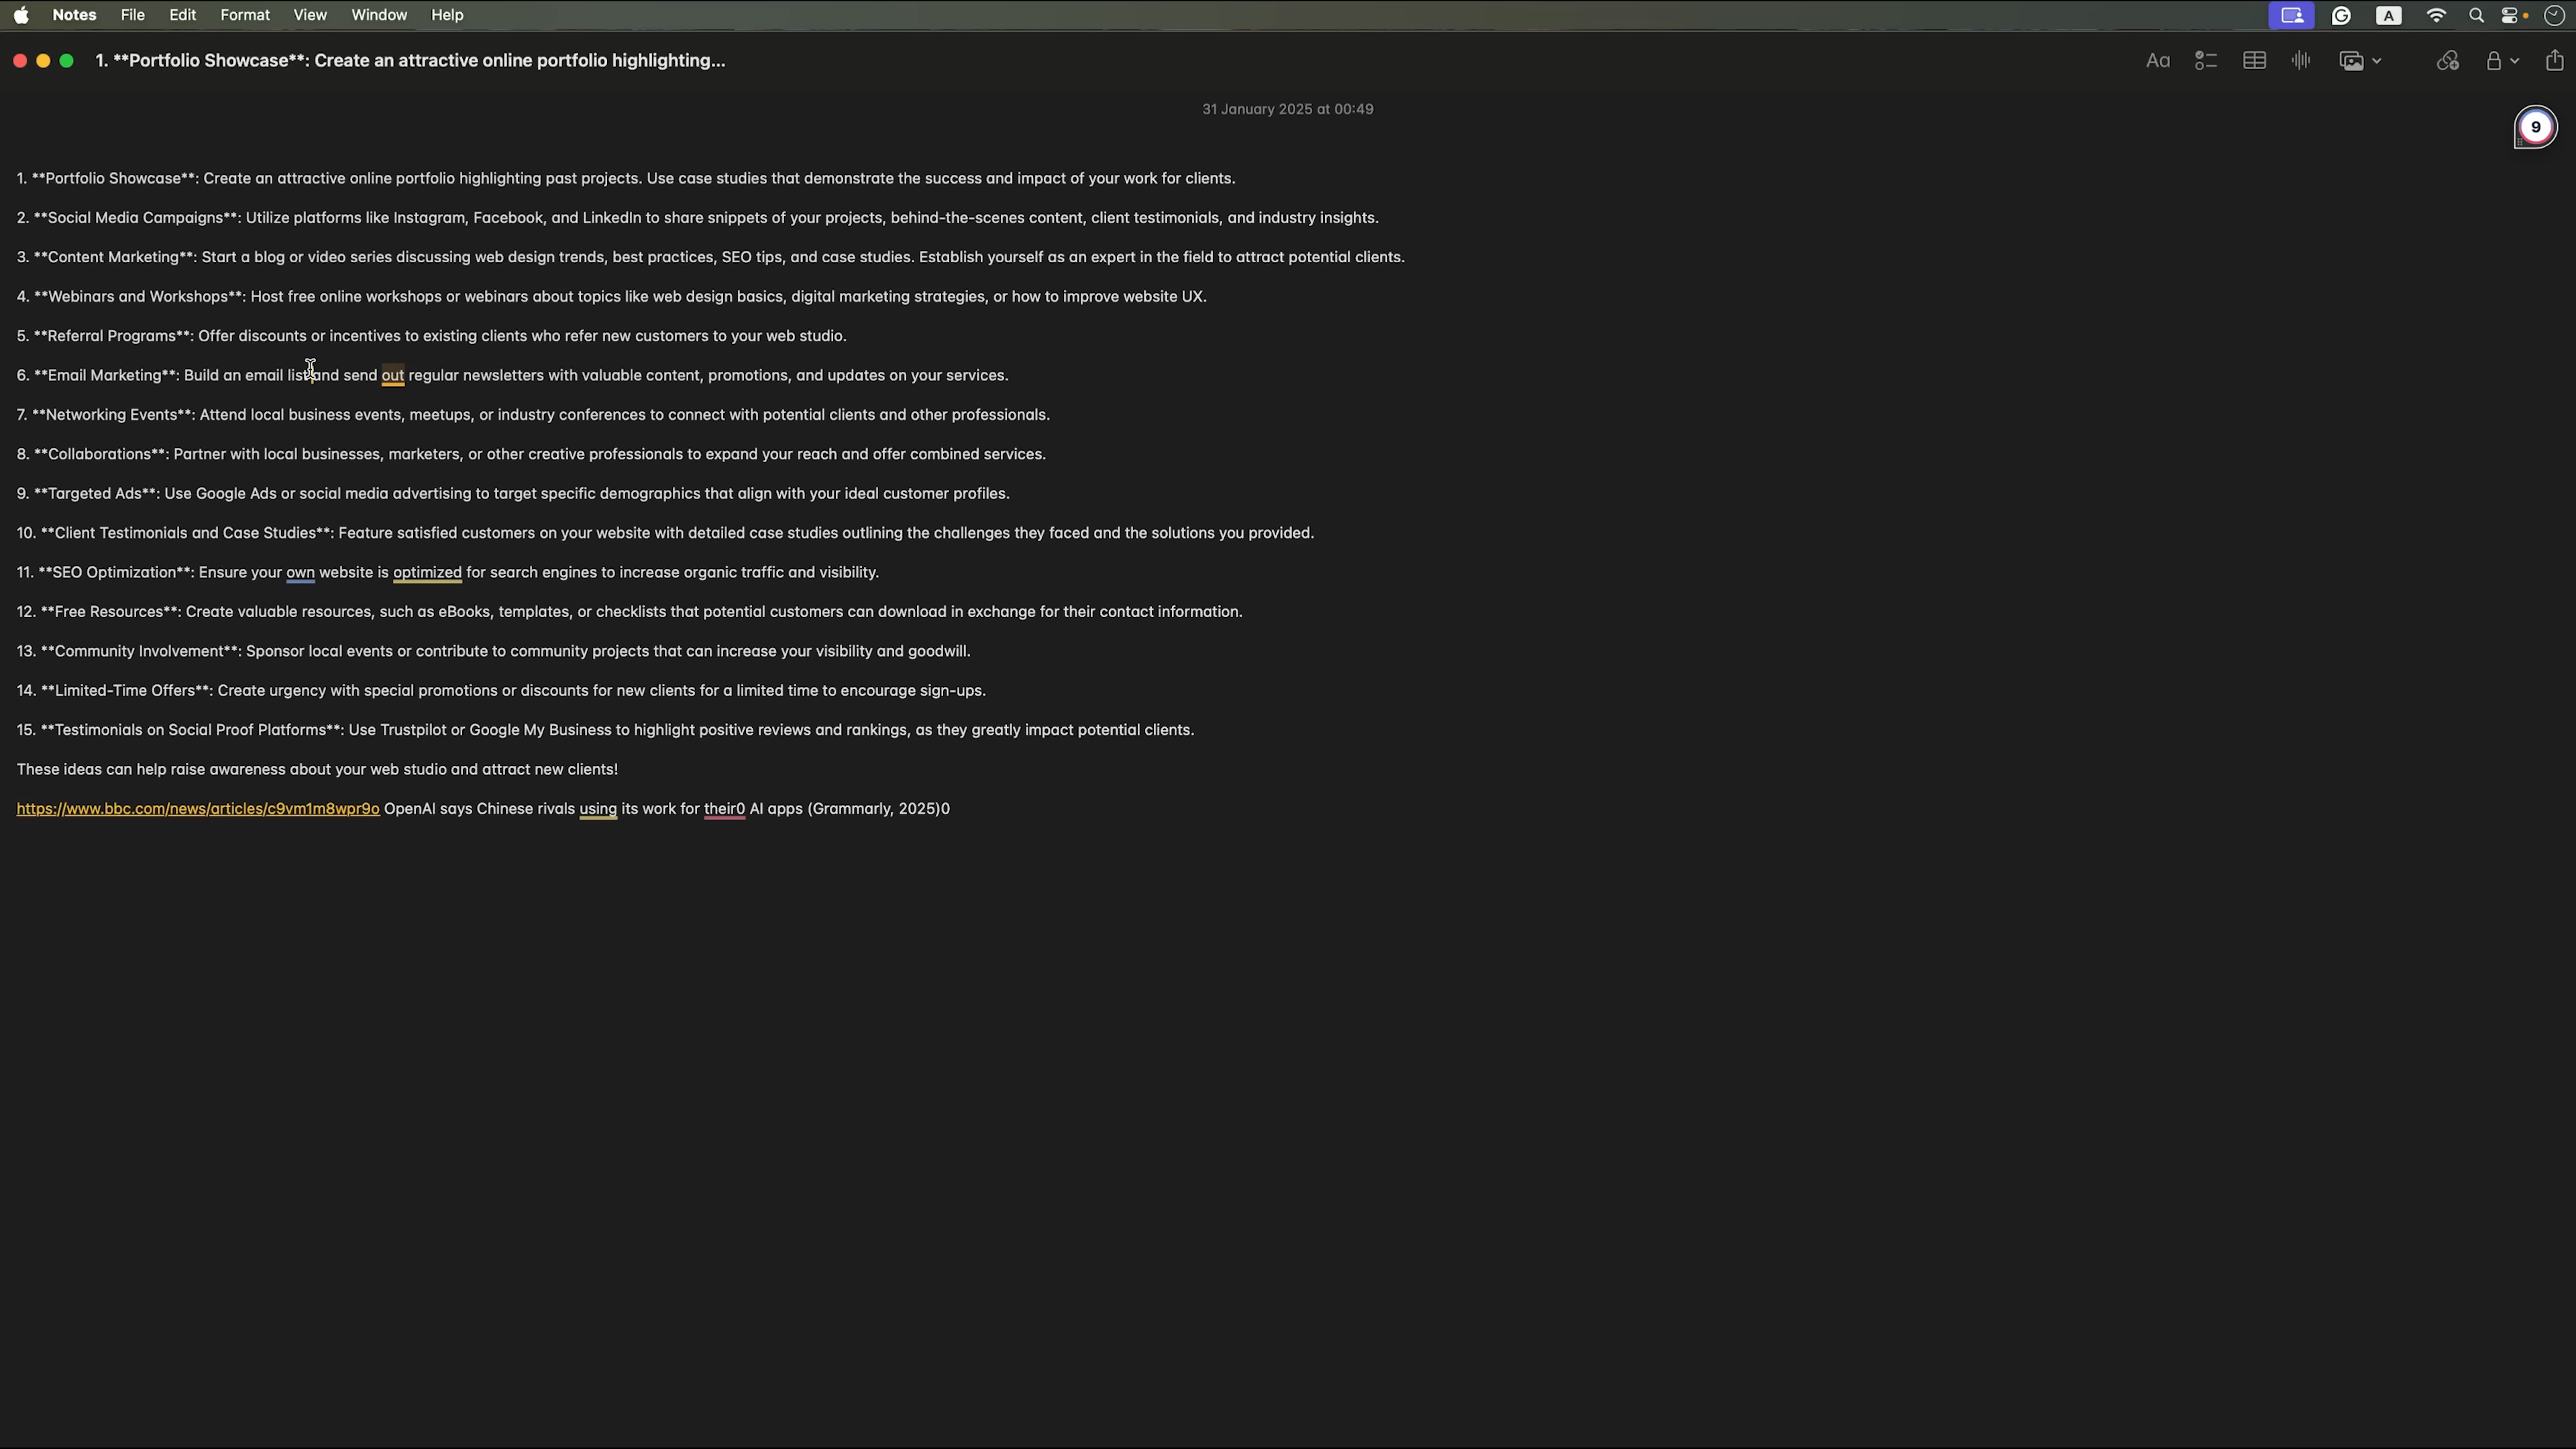 Notes File Edit Format View Window Help
A
1. **Portfolio Showcase**: Create an attractive online portfolio highlighting...
Aa
31 January 2025 at 00:49
9
1. **Portfolio Showcase**: Create an attractive online portfolio highlighting past projects. Use case studies that demonstrate the success and impact of your work for clients.
2. **Social Media Campaigns**: Utilize platforms like Instagram, Facebook, and LinkedIn to share snippets of your projects, behind-the-scenes content, client testimonials, and industry insights.
3. **Content Marketing**: Start a blog or video series discussing web design trends, best practices, SEO tips, and case studies. Establish yourself as an expert in the field to attract potential clients.
4. **Webinars and Workshops**: Host free online workshops or webinars about topics like web design basics, digital marketing strategies, or how to improve website UX.
5. **Referral Programs**: Offer discounts or incentives to existing clients who refer new customers to your web studio.
6. **Email Marketing**: Build an email list and send out regular newsletters with valuable content, promotions, and updates on your services.
7. **Networking Events**: Attend local business events, meetups, or industry conferences to connect with potential clients and other professionals.
8. **Collaborations**: Partner with local businesses, marketers, or other creative professionals to expand your reach and offer combined services.
9. **Targeted Ads**: Use Google Ads or social media advertising to target specific demographics that align with your ideal customer profiles.
10. **Client Testimonials and Case Studies**: Feature satisfied customers on your website with detailed case studies outlining the challenges they faced and the solutions you provided.
11. **SEO Optimization**: Ensure your own website is optimized for search engines to increase organic traffic and visibility.
12. **Free Resources**: Create valuable resources, such as eBooks, templates, or checklists that potential customers can download in exchange for their contact information.
13. **Community Involvement**: Sponsor local events or contribute to community projects that can increase your visibility and goodwill.
14. **Limited-Time Offers**: Create urgency with special promotions or discounts for new clients for a limited time to encourage sign-ups.
15. **Testimonials on Social Proof Platforms**: Use Trustpilot or Google My Business to highlight positive reviews and rankings, as they greatly impact potential clients.
These ideas can help raise awareness about your web studio and attract new clients!
https://www.bbc.com/news/articles/c9vm1m8wpr9o OpenAI says Chinese rivals using its work for their0 AI apps (Grammarly, 2025)0